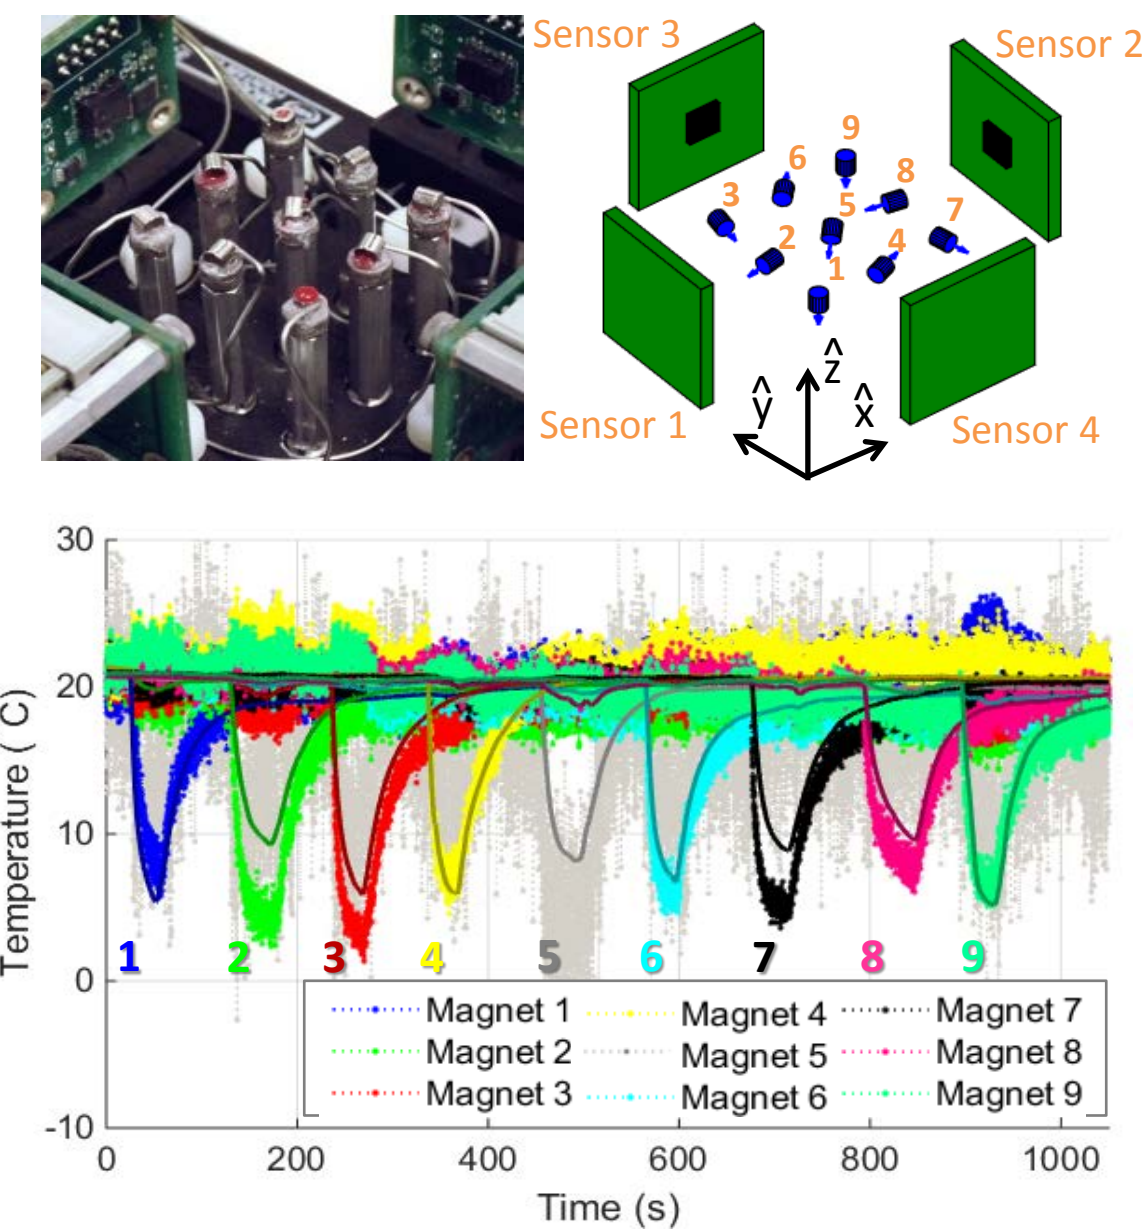 Sensor 3
Sensor 2
9
6
8
3
5
7
2
4
1
ẑ
ŷ
x̂
Sensor 1
Sensor 4
30
20
10
0
-10
Temperature ( C)
1 2 3 4 5 6 7 8 9
Magnet 1 Magnet 4 Magnet 7
Magnet 2 Magnet 5 Magnet 8
Magnet 3 Magnet 6 Magnet 9
0 200 400 600 800 1000
Time (s)